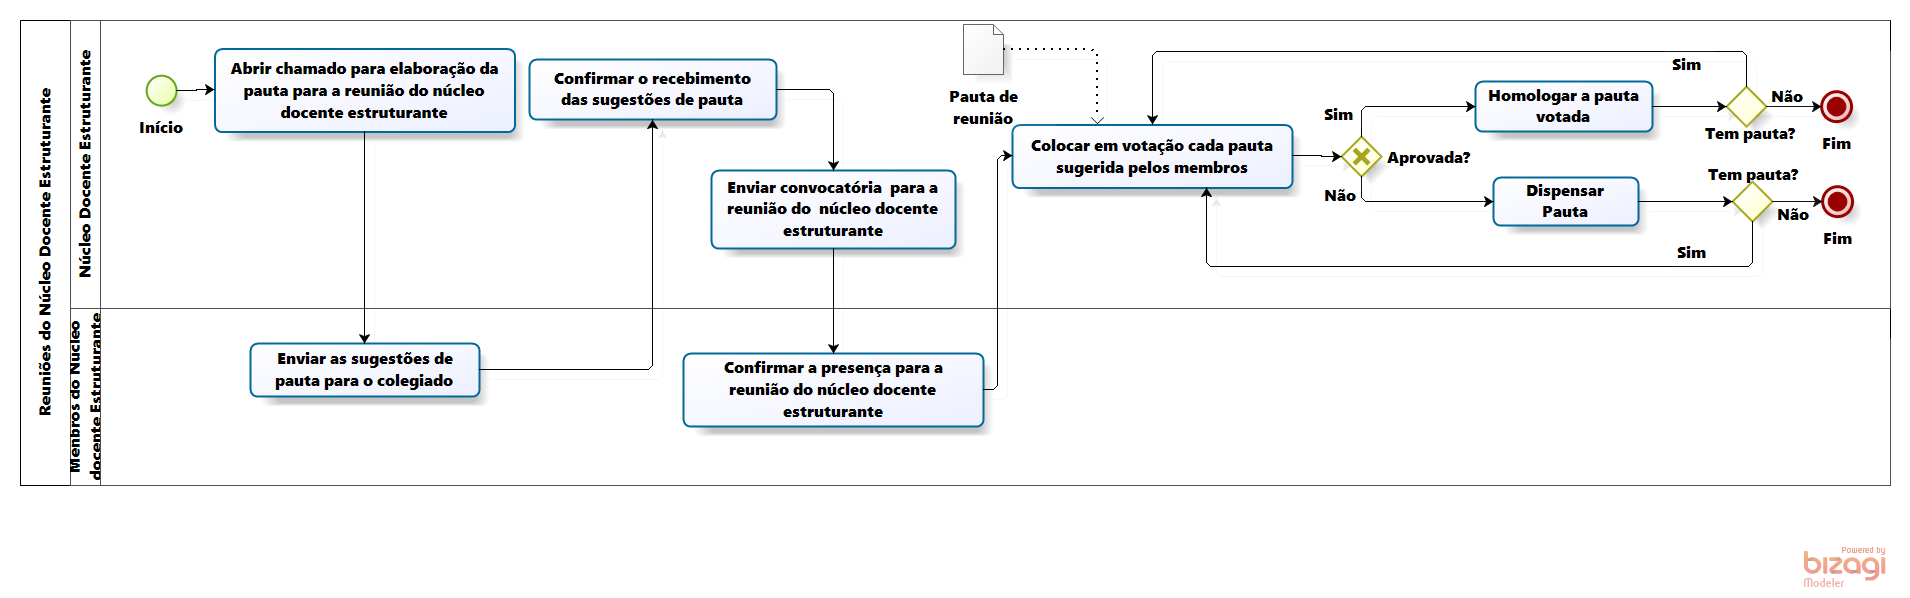 Reuniões do Núcleo Docente Estruturante
Núcleo Docente Estruturante
Início
Abrir chamado para elaboração da
pauta para a reunião do núcleo
docente estruturante
Confirmar o recebimento
das sugestões de pauta
Enviar convocatória para a
reunião do núcleo docente
estruturante
Pauta de
reunião
Colocar em votação cada pauta
sugerida pelos membros
Aprovada?
Sim
Homologar a pauta
votada
Sim
Tem pauta?
Não
Fim
Não
Dispensar
Pauta
Tem pauta?
Não
Fim
Sim
Menbros do Nucleo
docente Estruturante
Enviar as sugestões de
pauta para o colegiado
Confirmar a presença para a
reunião do núcleo docente
estruturante
Powered by
bizagi
Modeler